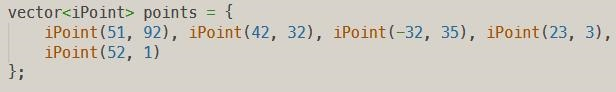 vector<iPoint> points = {
    iPoint(51, 92), iPoint(42, 32), iPoint(-32, 35), iPoint(23, 3),
    iPoint(52, 1)
};